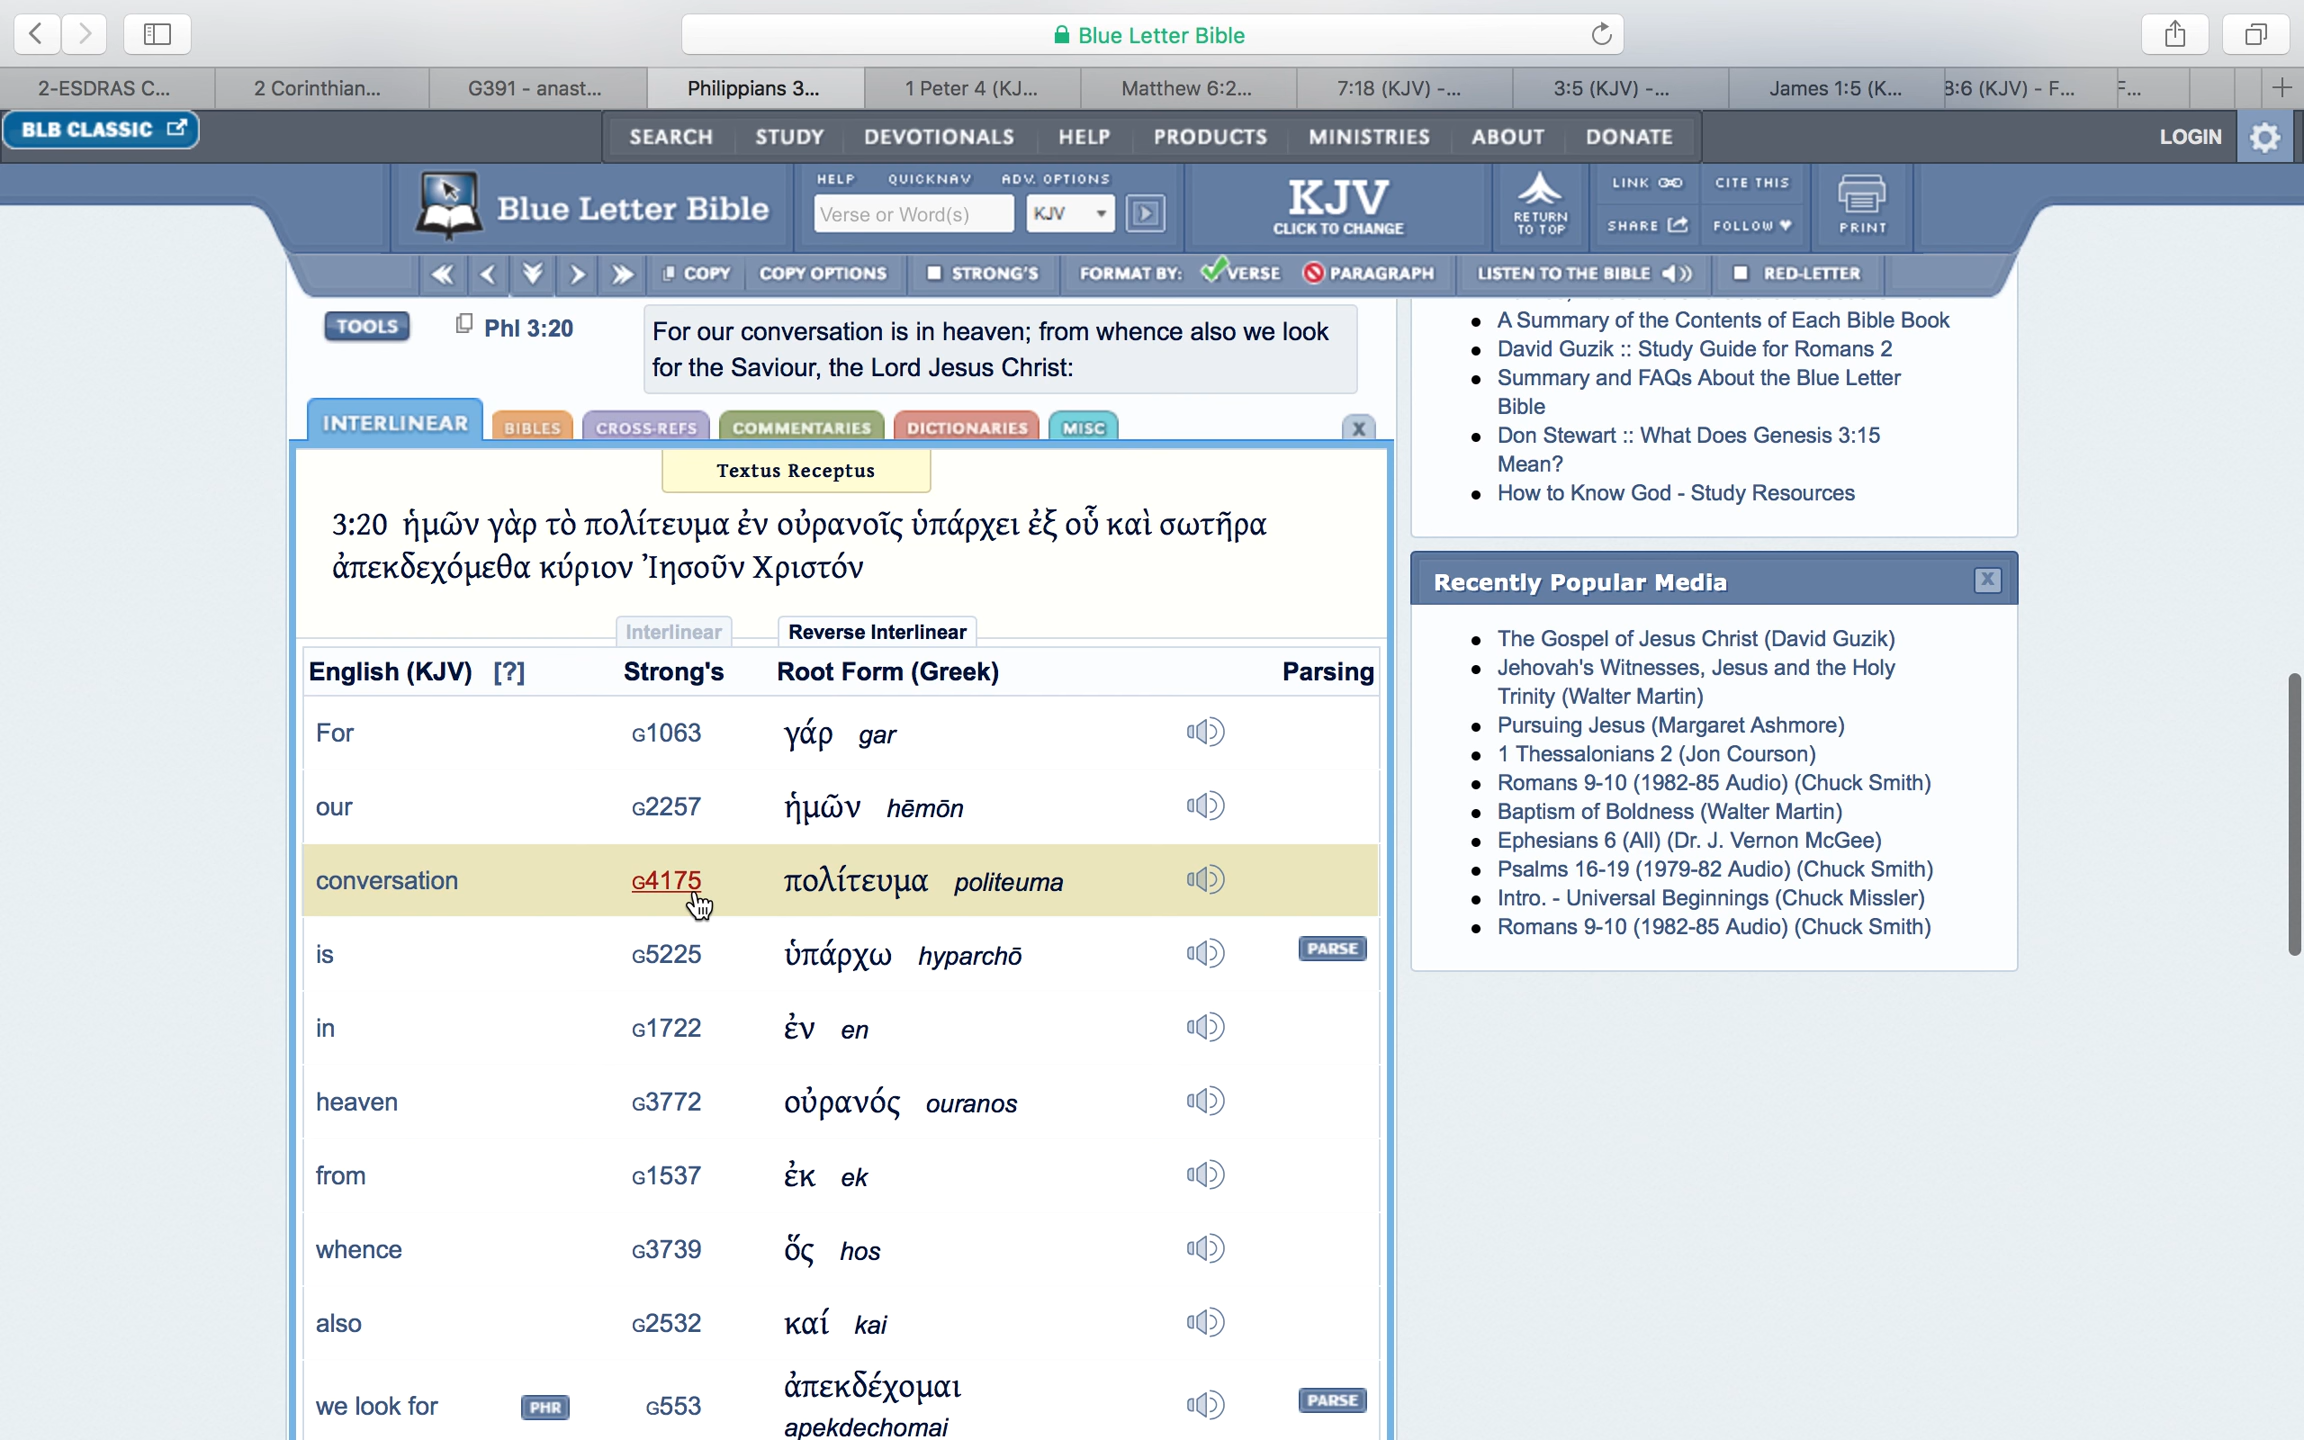 Blue Letter Bible
2-ESDRAS C...
2 Corinthian...
G391 - anast...
Philippians 3...
1 Peter 4 (KJ...
Matthew 6:2...
7:18 (KJV) -...
3:5 (KJV) -...
James 1:5 (K...
3:6 (KJV) - F...
F...
BLB CLASSIC
SEARCH STUDY DEVOTIONALS HELP PRODUCTS MINISTRIES ABOUT DONATE
LOGIN
Blue Letter Bible
HELP QUICKNAV ADV. OPTIONS
Verse or Word(s)
KJV
KJV
CLICK TO CHANGE
RETURN
TO TOP
LINK CITE THIS
SHARE FOLLOW
PRINT
COPY COPY OPTIONS STRONG'S FORMAT BY: VERSE PARAGRAPH LISTEN TO THE BIBLE RED-LETTER
TOOLS
Phl 3:20
For our conversation is in heaven; from whence also we look
for the Saviour, the Lord Jesus Christ:
INTERLINEAR BIBLES CROSS-REFS COMMENTARIES DICTIONARIES MISC X
Textus Receptus
3:20 ἡμῶν γὰρ τὸ πολίτευμα ἐν οὐρανοῖς ὑπάρχει ἐξ οὗ καὶ σωτῆρα
ἀπεκδεχόμεθα κύριον Ἰησοῦν Χριστόν
Interlinear Reverse Interlinear
English (KJV) [?] Strong's Root Form (Greek) Parsing
For G1063 γάρ gar
our G2257 ἡμῶν hēmōn
conversation G4175 πολίτευμα politeuma
is G5225 ὑπάρχω hyparchō PARSE
in G1722 ἐν en
heaven G3772 οὐρανός ouranos
from G1537 ἐκ ek
whence G3739 ὅς hos
also G2532 καί kai
we look for PHR G553 ἀπεκδέχομαι PARSE
apekdechomai
A Summary of the Contents of Each Bible Book
David Guzik :: Study Guide for Romans 2
Summary and FAQs About the Blue Letter
Bible
Don Stewart :: What Does Genesis 3:15
Mean?
How to Know God - Study Resources
Recently Popular Media X
The Gospel of Jesus Christ (David Guzik)
Jehovah's Witnesses, Jesus and the Holy
Trinity (Walter Martin)
Pursuing Jesus (Margaret Ashmore)
1 Thessalonians 2 (Jon Courson)
Romans 9-10 (1982-85 Audio) (Chuck Smith)
Baptism of Boldness (Walter Martin)
Ephesians 6 (All) (Dr. J. Vernon McGee)
Psalms 16-19 (1979-82 Audio) (Chuck Smith)
Intro. - Universal Beginnings (Chuck Missler)
Romans 9-10 (1982-85 Audio) (Chuck Smith)